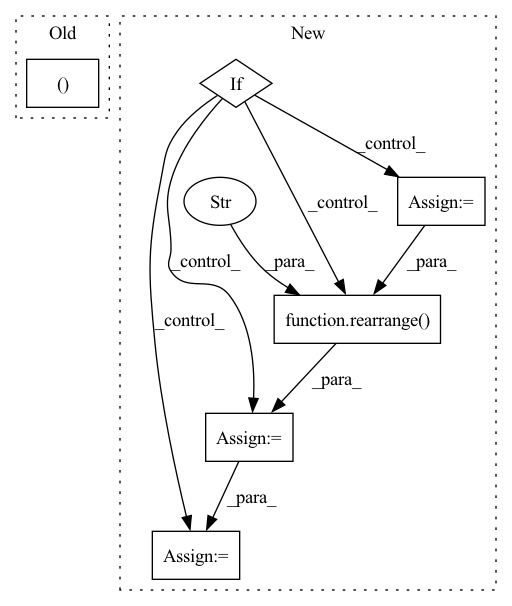 Old
New
()
If
_control_
Str
_control_
Assign:=
_control_
_para_
_para_
_control_
function.rearrange()
_para_
Assign:=
_para_
Assign:=